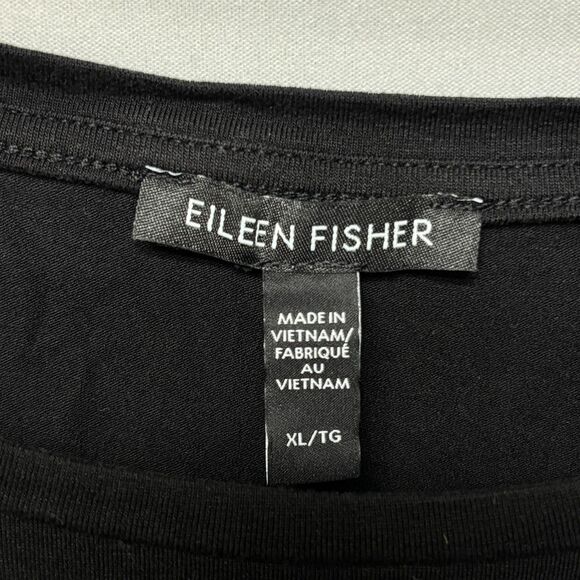 EILEEN FISHER
MADE IN
VIETNAM/
FABRIQUÉ
AU
VIETNAM
XL/TG